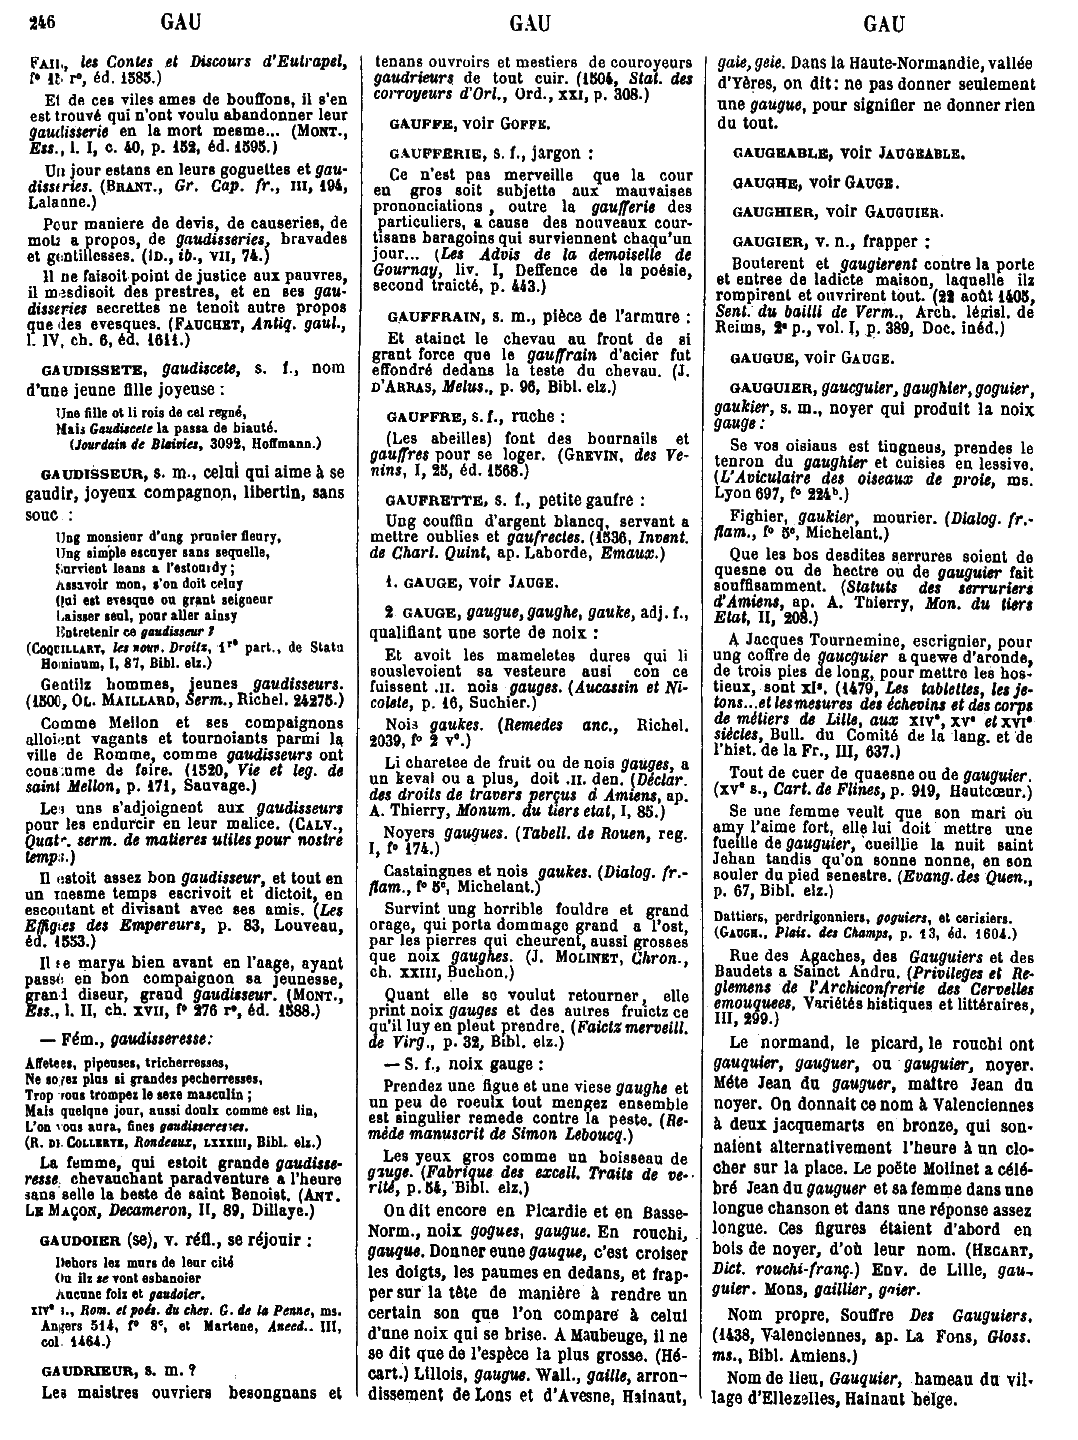 246 GAU GAU GAU
FAIL, les Contes et Discours d'Eutrapel,
fº 15 rº, éd. 1585.)
Et de ces viles ames de bouffons, il s'en
est trouvé qui n'ont voulu abandonner leur
gaudisserie en la mort mesme... (MONT.,
Ess., l. I, c. 40, p. 152, éd. 1595.)
Un jour estans en leurs goguettes et gau-
disseries. (BRANT., Gr. Cap. fr., III, 194,
Lalanne.)
Pour maniere de devis, de causeries, de
mots a propos, de gaudisseries, bravades
et gentillesses. (ID., ib., VII, 74.)
Il ne faisoit point de justice aux pauvres,
il mesdisoit des prestres, et en ses gau-
disseries secrettes ne tenoit autre propos
que des evesques. (FAUCHET, Antiq. gaul.,
l. IV, ch. 6, éd. 1611.)
GAUDISSETE, gaudiscete, s. f., nom
d'une jeune fille joyeuse :
Une fille ot li rois de cel regné,
Mais Gaudiscete la passa de biauté.
(Jourdain de Blaivies, 3092, Hoffmann.)
GAUDISSEUR, s. m., celui qui aime à se
gaudir, joyeux compagnon, libertin, sans
souc :
Ung monsieur d'ung prunier fleury,
Ung simple escuyer sans sequelle,
Survient leans a l'estourdy ;
Assavoir mon, s'on doit celuy
Qui est evesque ou grant seigneur
Laisser seul, pour aller ainsy
Entretenir ce gaudisseur ?
(COQUILLART, les nouv. Droitz, 1re part., de Statu
Hominum, I, 87, Bibl. elz.)
Gentilz hommes, jeunes gaudisseurs.
(1500, OL. MAILLARD, Serm., Richel. 24275.)
Comme Mellon et ses compaignons
alloient vagants et tournoiants parmi la
ville de Romme, comme gaudisseurs ont
coustume de faire. (1520, Vie et leg. de
saint Mellon, p. 171, Sauvage.)
Les uns s'adjoignent aux gaudisseurs
pour les endurcir en leur malice. (CALV.,
Quatr. serm. de matieres utiles pour nostre
temps.)
Il estoit assez bon gaudisseur, et tout en
un mesme temps escrivoit et dictoit, en
escoutant et divisant avec ses amis. (Les
Effigies des Empereurs, p. 83, Louveau,
éd. 1553.)
Il se marya bien avant en l'aage, ayant
passé en bon compaignon sa jeunesse,
grand diseur, grand gaudisseur. (MONT.,
Ess., l. II, ch. XVII, fº 276 rº, éd. 1588.)
— Fém., gaudisseresse:
Affetees, pipeuses, tricherresses,
Ne soyez plus si grandes pecherresses,
Trop vous trompez le sexe masculin ;
Mais quelque jour, aussi doulx comme est lin,
L'on vous aura, fines gaudisseresses.
(R. DE COLLERYE, Rondeaux, LXXXIII, Bibl. elz.)
La femme, qui estoit grande gaudisse-
resse, chevauchant paradventure a l'heure
sans selle la beste de saint Benoist. (ANT.
LE MAÇON, Decameron, II, 89, Dillaye.)
GAUDOIER (se), v. réfl., se réjouir :
Dehors les murs de leur cité
Ou ilz se vont esbanoier
Aucune foiz et gaudoier.
XIVe s., Rom. et poés. du chev. G. de la Penne, ms.
Angers 514, fº 8c, et Martene, Anecd.. III,
col. 1464.)
GAUDRIEUR, s. m. ?
Les maistres ouvriers besongnans et
tenans ouvroirs et mestiers de couroyeurs
gaudrieurs de tout cuir. (1504, Stat. des
corroyeurs d'Orl., Ord., XXI, p. 308.)
GAUFFE, voir GOFFE.
GAUFFERIE, s. f., jargon :
Ce n'est pas merveille que la cour
en gros soit subjette aux mauvaises
prononciations , outre la gaufferie des
particuliers, a cause des nouveaux cour-
tisans baragoins qui surviennent chaqu'un
jour... (Les Advis de la demoiselle de
Gournay, liv. I, Deffence de la poésie,
second traicté, p. 443.)
GAUFFRAIN, s. m., pièce de l'armure :
Et atainct le chevau au front de si
grant force que le gauffrain d'acier fut
effondré dedans la teste du chevau. (J.
D'ARRAS, Melus., p. 96, Bibl. elz.)
GAUFFRE, s. f., ruche :
(Les abeilles) font des bournails et
gauffres pour se loger. (GREVIN, des Ve-
nins, I, 25, éd. 1568.)
GAUFRETTE, s. f., petite gaufre :
Ung couffin d'argent blancq, servant a
mettre oublies et gaufrectes. (1536, Invent.
de Charl. Quint, ap. Laborde, Emaux.)
1. GAUGE, voir JAUGE.
2 GAUGE, gaugue, gaughe, gauke, adj. f.,
qualifiant une sorte de noix :
Et avoit les mameletes dures qui li
souslevoient sa vesteure ausi con ce
fuissent .II. nois gauges. (Aucassin et Ni-
colete, p. 16, Suchier.)
Nois gaukes. (Remedes anc., Richel.
2039, fº 2 vº.)
Li charetee de fruit ou de nois gauges, a
un keval ou a plus, doit .II. den. (Déclar.
des droits de travers perçus à Amiens, ap.
A. Thierry, Monum. du tiers etat, I, 85.)
Noyers gaugues. (Tabell. de Rouen, reg.
I, fº 174.)
Castaingnes et nois gaukes. (Dialog. fr.-
flam., fº 5c, Michelant.)
Survint ung horrible fouldre et grand
orage, qui porta dommage grand a l'ost,
par les pierres qui cheurent, aussi grosses
que noix gaughes. (J. MOLINET, Chron.,
ch. XXIII, Buchon.)
Quant elle se voulut retourner, elle
print noix gauges et des autres fruictz ce
qu'il luy en pleut prendre. (Faictz merveill.
de Virg., p. 32, Bibl. elz.)
— S. f., noix gauge :
Prendez une figue et une viese gaughe et
un peu de roeulx tout mengez ensemble
est singulier remede contre la peste. (Re-
mède manuscrit de Simon Leboucq.)
Les yeux gros comme un boisseau de
gauge. (Fabrique des excell. Traits de ve-
rité, p. 54, Bibl. elz.)
On dit encore en Picardie et en Basse-
Norm., noix gogues, gaugue. En rouchi,
gauque. Donner eune gauque, c'est croiser
les doigts, les paumes en dedans, et frap-
per sur la tête de manière à rendre un
certain son que l'on compare à celui
d'une noix qui se brise. A Maubeuge, il ne
se dit que de l'espèce la plus grosse. (Hé-
cart.) Lillois, gaugue. Wall., gaille, arron-
dissement de Lons et d'Avesne, Hainaut,
gaie, geie. Dans la Haute-Normandie, vallée
d'Yères, on dit : ne pas donner seulement
une gaugue, pour signifier ne donner rien
du tout.
GAUGEABLE, voir JAUGEABLE.
GAUGHE, voir GAUGE.
GAUGHIER, voir GAUGUIER.
GAUGIER, v. n., frapper :
Bouterent et gaugierent contre la porte
et entree de ladicte maison, laquelle ilz
rompirent et ouvrirent tout. (22 août 1405,
Sent. du bailli de Verm., Arch. législ. de
Reims, 2e p., vol. I, p. 389, Doc. inéd.)
GAUGUE, voir GAUGE.
GAUGUIER, gaucguier, gaughier, goguier,
gaukier, s. m., noyer qui produit la noix
gauge :
Se vos oisiaus est tingneus, prendes le
tenron du gaughier et cuisies en lessive.
(L'Aviculaire des oiseaux de proie, ms.
Lyon 697, fº 224b.)
Fighier, gaukier, mourier. (Dialog. fr.-
flam., fº 5c, Michelant.)
Que les bos desdites serrures soient de
quesne ou de hectre ou de gauguier fait
souffisamment. (Statuts des serruriers
d'Amiens, ap. A. Thierry, Mon. du tiers
Etat, II, 208.)
A Jacques Tournemine, escrignier, pour
ung coffre de gaucguier a quewe d'aronde,
de trois pies de long, pour mettre les hos-
tieux, sont XIs. (1479, Les tablettes, les je-
tons...et les mesures des échevins et des corps
de métiers de Lille, aux XIVe, XVe et XVIe
siècles, Bull. du Comité de la lang. et de
l'hist. de la Fr., III, 637.)
Tout de cuer de quaesne ou de gauguier.
(XVe s., Cart. de Flines, p. 919, Hautcœur.)
Se une femme veult que son mari ou
amy l'aime fort, elle lui doit mettre une
fueille de gauguier, cueillie la nuit saint
Jehan tandis qu'on sonne nonne, en son
souler du pied senestre. (Evang. des Quen.,
p. 67, Bibl. elz.)
Dattiers, perdrigonniers, goguiers, et cerisiers.
(GAUCH., Plais. des Champs, p. 13, éd. 1604.)
Rue des Agaches, des Gauguiers et des
Baudets a Sainct Andru. (Privileges et Re-
glemens de l'Archiconfrerie des Cervelles
emouquees, Variétés histiques et littéraires,
III, 299.)
Le normand, le picard, le rouchi ont
gauquier, gauguer, ou gauguier, noyer.
Méte Jean du gauguer, maître Jean du
noyer. On donnait ce nom à Valenciennes
à deux jacquemarts en bronze, qui son-
naient alternativement l'heure à un clo-
cher sur la place. Le poëte Molinet a célé-
bré Jean du gauguer et sa femme dans une
longue chanson et dans une réponse assez
longue. Ces figures étaient d'abord en
bois de noyer, d'où leur nom. (HECART,
Dict. rouchi-franç.) Env. de Lille, gau-
guier. Mons, gaillier, gaier.
Nom propre, Souffre Des Gauguiers.
(1438, Valenciennes, ap. La Fons, Gloss.
ms., Bibl. Amiens.)
Nom de lieu, Gauquier, hameau du vil-
lage d'Ellezelles, Hainaut belge.